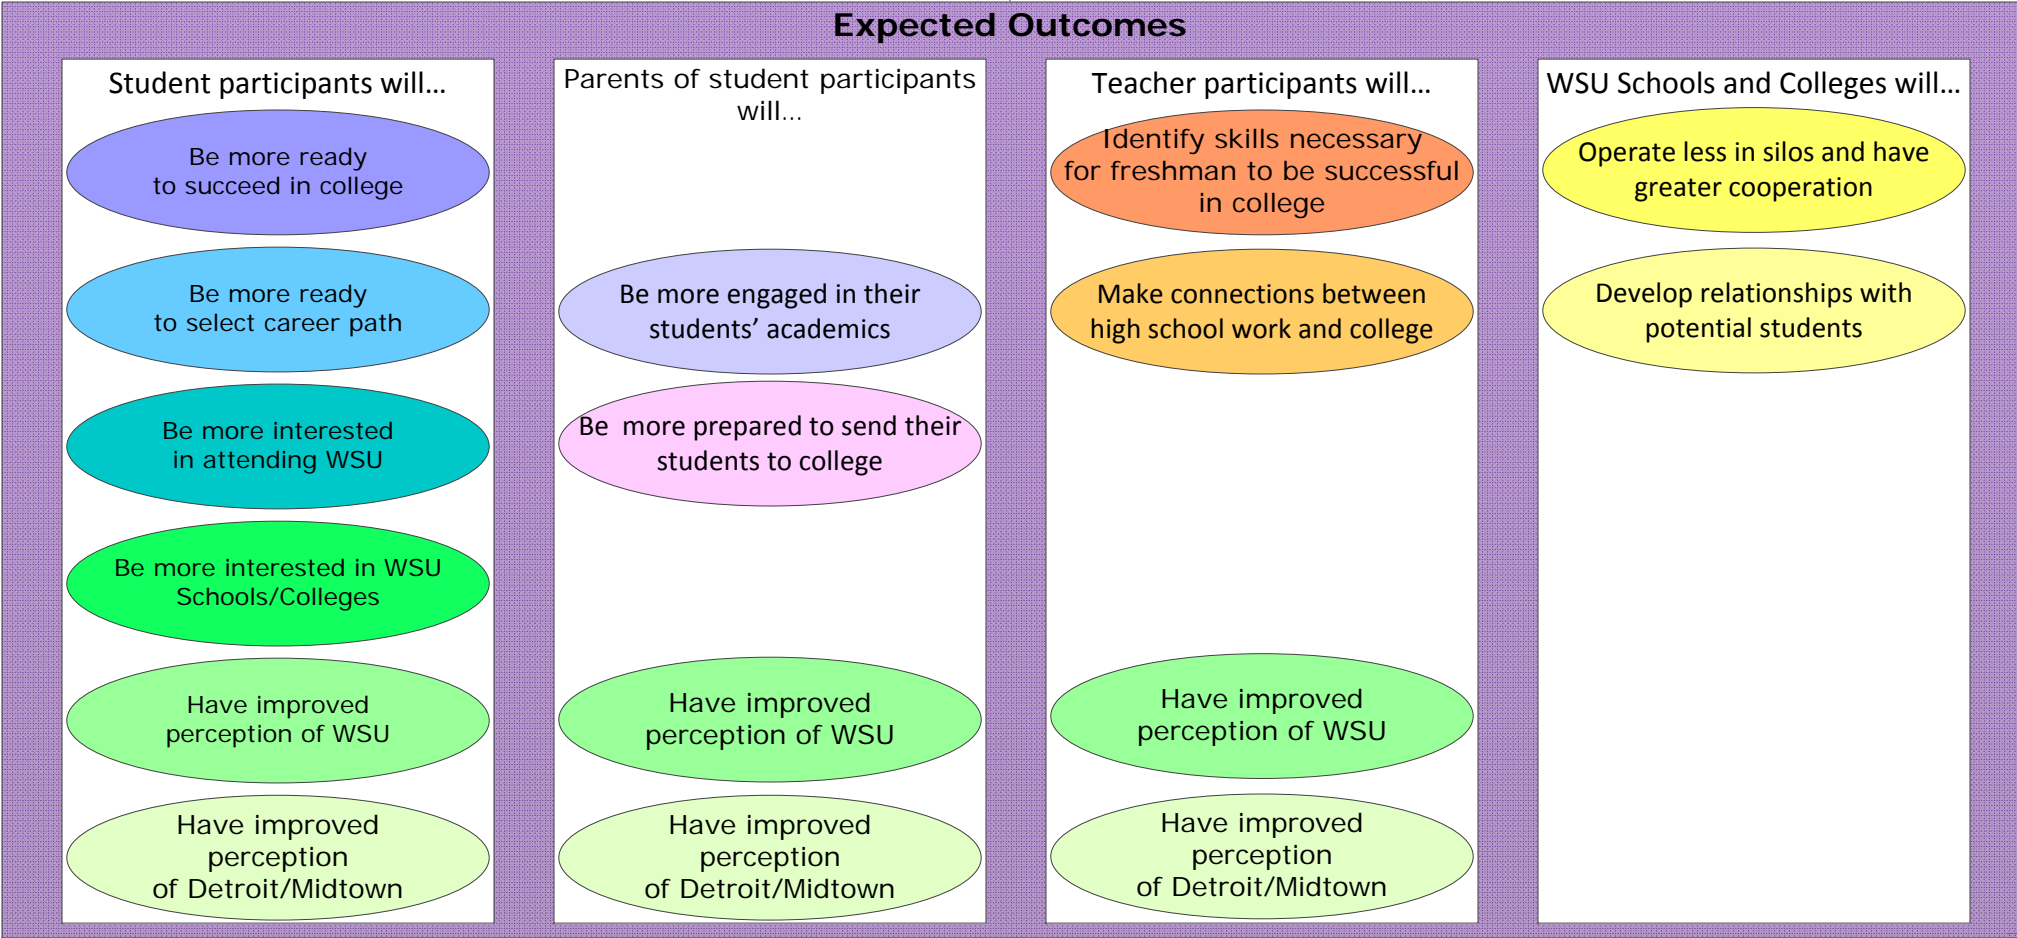 Expected Outcomes
Student participants will...
Be more ready
to succeed in college
Be more ready
to select career path
Be more interested
in attending WSU
Be more interested in WSU
Schools/Colleges
Have improved
perception of WSU
Have improved
perception
of Detroit/Midtown
Parents of student participants
will...
Be more engaged in their
students’ academics
Be  more prepared to send their
students to college
Have improved
perception of WSU
Have improved
perception
of Detroit/Midtown
Teacher participants will...
Identify skills necessary
for freshman to be successful
in college
Make connections between
high school work and college
Have improved
perception of WSU
Have improved
perception
of Detroit/Midtown
WSU Schools and Colleges will...
Operate less in silos and have
greater cooperation
Develop relationships with
potential students